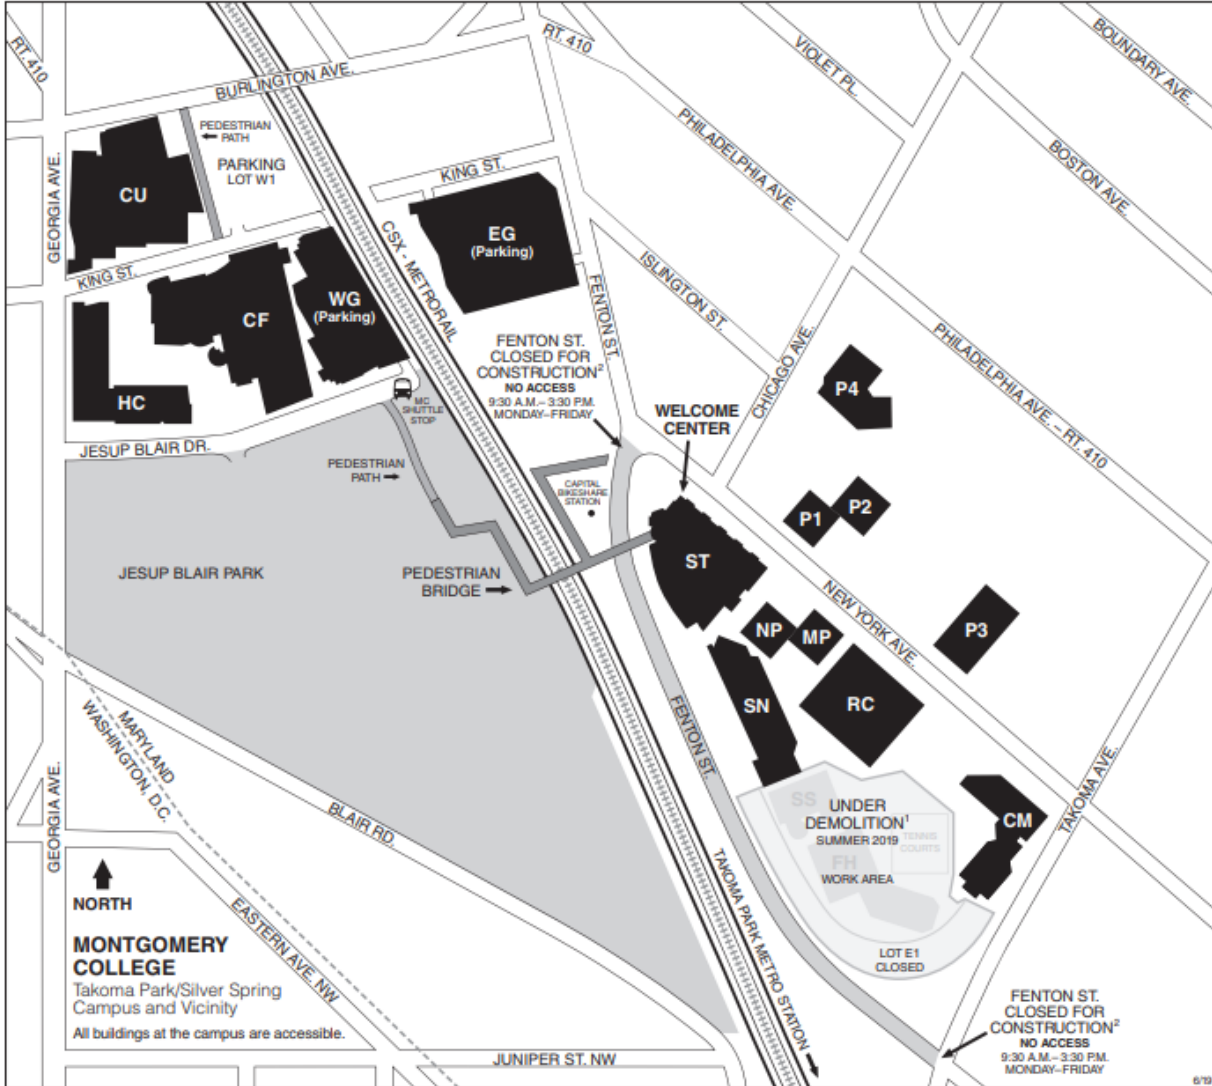 RT. 410
BURLINGTON AVE.
RT. 410
VIOLET PL.
BOUNDARY AVE.
PEDESTRIAN
PATH
PARKING
LOT W1
CU
GEORGIA AVE.
KING ST.
KING ST.
PHILADELPHIA AVE.
BOSTON AVE.
EG
(Parking)
CSX - METRORAIL
WG
(Parking)
CF
HC
FENTON ST.
ISLINGTON ST.
CHICAGO AVE.
PHILADELPHIA AVE. – RT. 410
FENTON ST.
CLOSED FOR
CONSTRUCTION²
NO ACCESS
9:30 A.M.– 3:30 P.M.
MONDAY–FRIDAY
MC
SHUTTLE
STOP
JESUP BLAIR DR.
WELCOME
CENTER
P4
PEDESTRIAN
PATH
CAPITAL
BIKESHARE
STATION
P1
P2
ST
JESUP BLAIR PARK
PEDESTRIAN
BRIDGE
NEW YORK AVE.
NP
MP
P3
SN
RC
FENTON ST.
MARYLAND
WASHINGTON, D.C.
GEORGIA AVE.
BLAIR RD.
SS
UNDER
DEMOLITION¹
SUMMER 2019
TENNIS
COURTS
FH
WORK AREA
CM
TAKOMA AVE.
LOT E1
CLOSED
TAKOMA PARK METRO STATION
NORTH
MONTGOMERY
COLLEGE
Takoma Park/Silver Spring
Campus and Vicinity
All buildings at the campus are accessible.
EASTERN AVE. NW
JUNIPER ST. NW
FENTON ST.
CLOSED FOR
CONSTRUCTION²
NO ACCESS
9:30 A.M.– 3:30 P.M.
MONDAY–FRIDAY
6/19